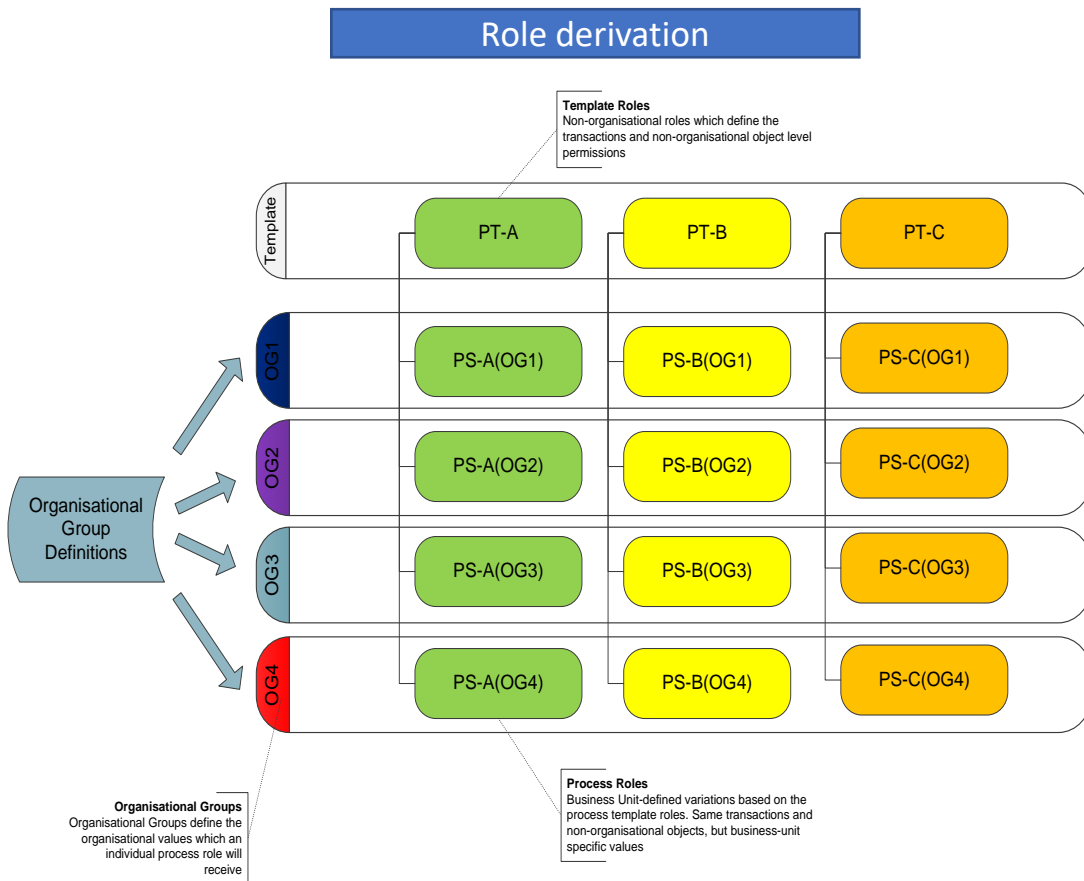 Role derivation
Template Roles
Non-organisational roles which define the
transactions and non-organisational object level
permissions
Template
PT-A
PT-B
PT-C
OG1
PS-A(OG1)
PS-B(OG1)
PS-C(OG1)
OG2
PS-A(OG2)
PS-B(OG2)
PS-C(OG2)
Organisational
Group
Definitions
OG3
PS-A(OG3)
PS-B(OG3)
PS-C(OG3)
OG4
PS-A(OG4)
PS-B(OG4)
PS-C(OG4)
Organisational Groups
Organisational Groups define
the organisational values which an
individual process role will
receive
Process Roles
Business Unit-defined variations based on the
process template roles. Same transactions and
non-organisational objects, but business-unit
specific values